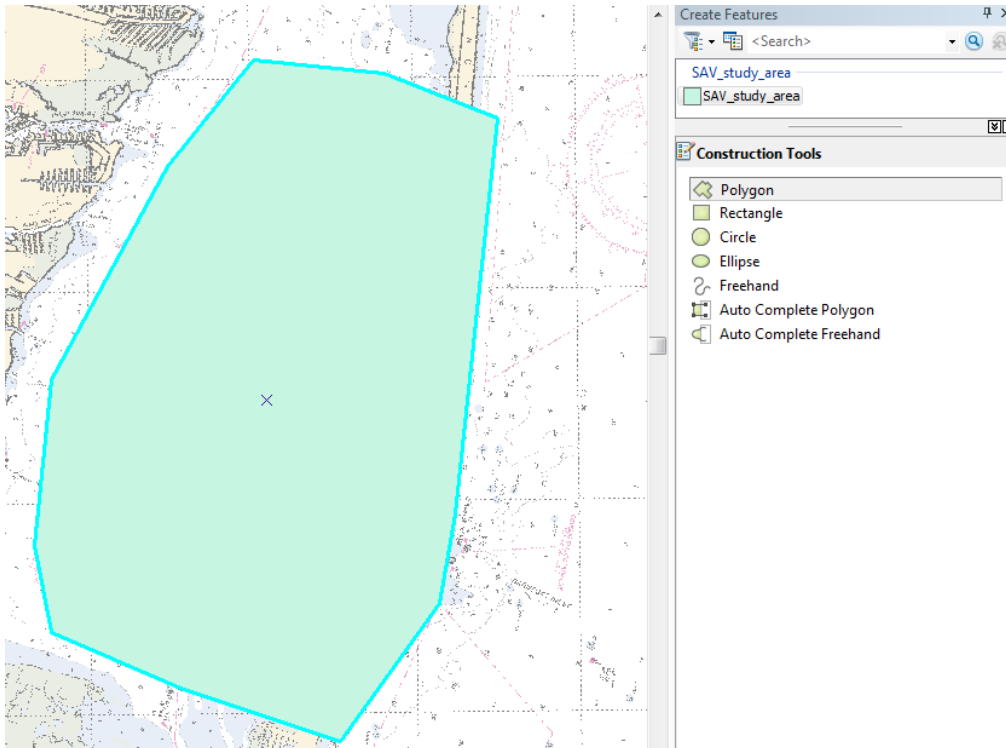 Create Features
<Search>
SAV_study_area
SAV_study_area
Construction Tools
Polygon
Rectangle
Circle
Ellipse
Freehand
Auto Complete Polygon
Auto Complete Freehand